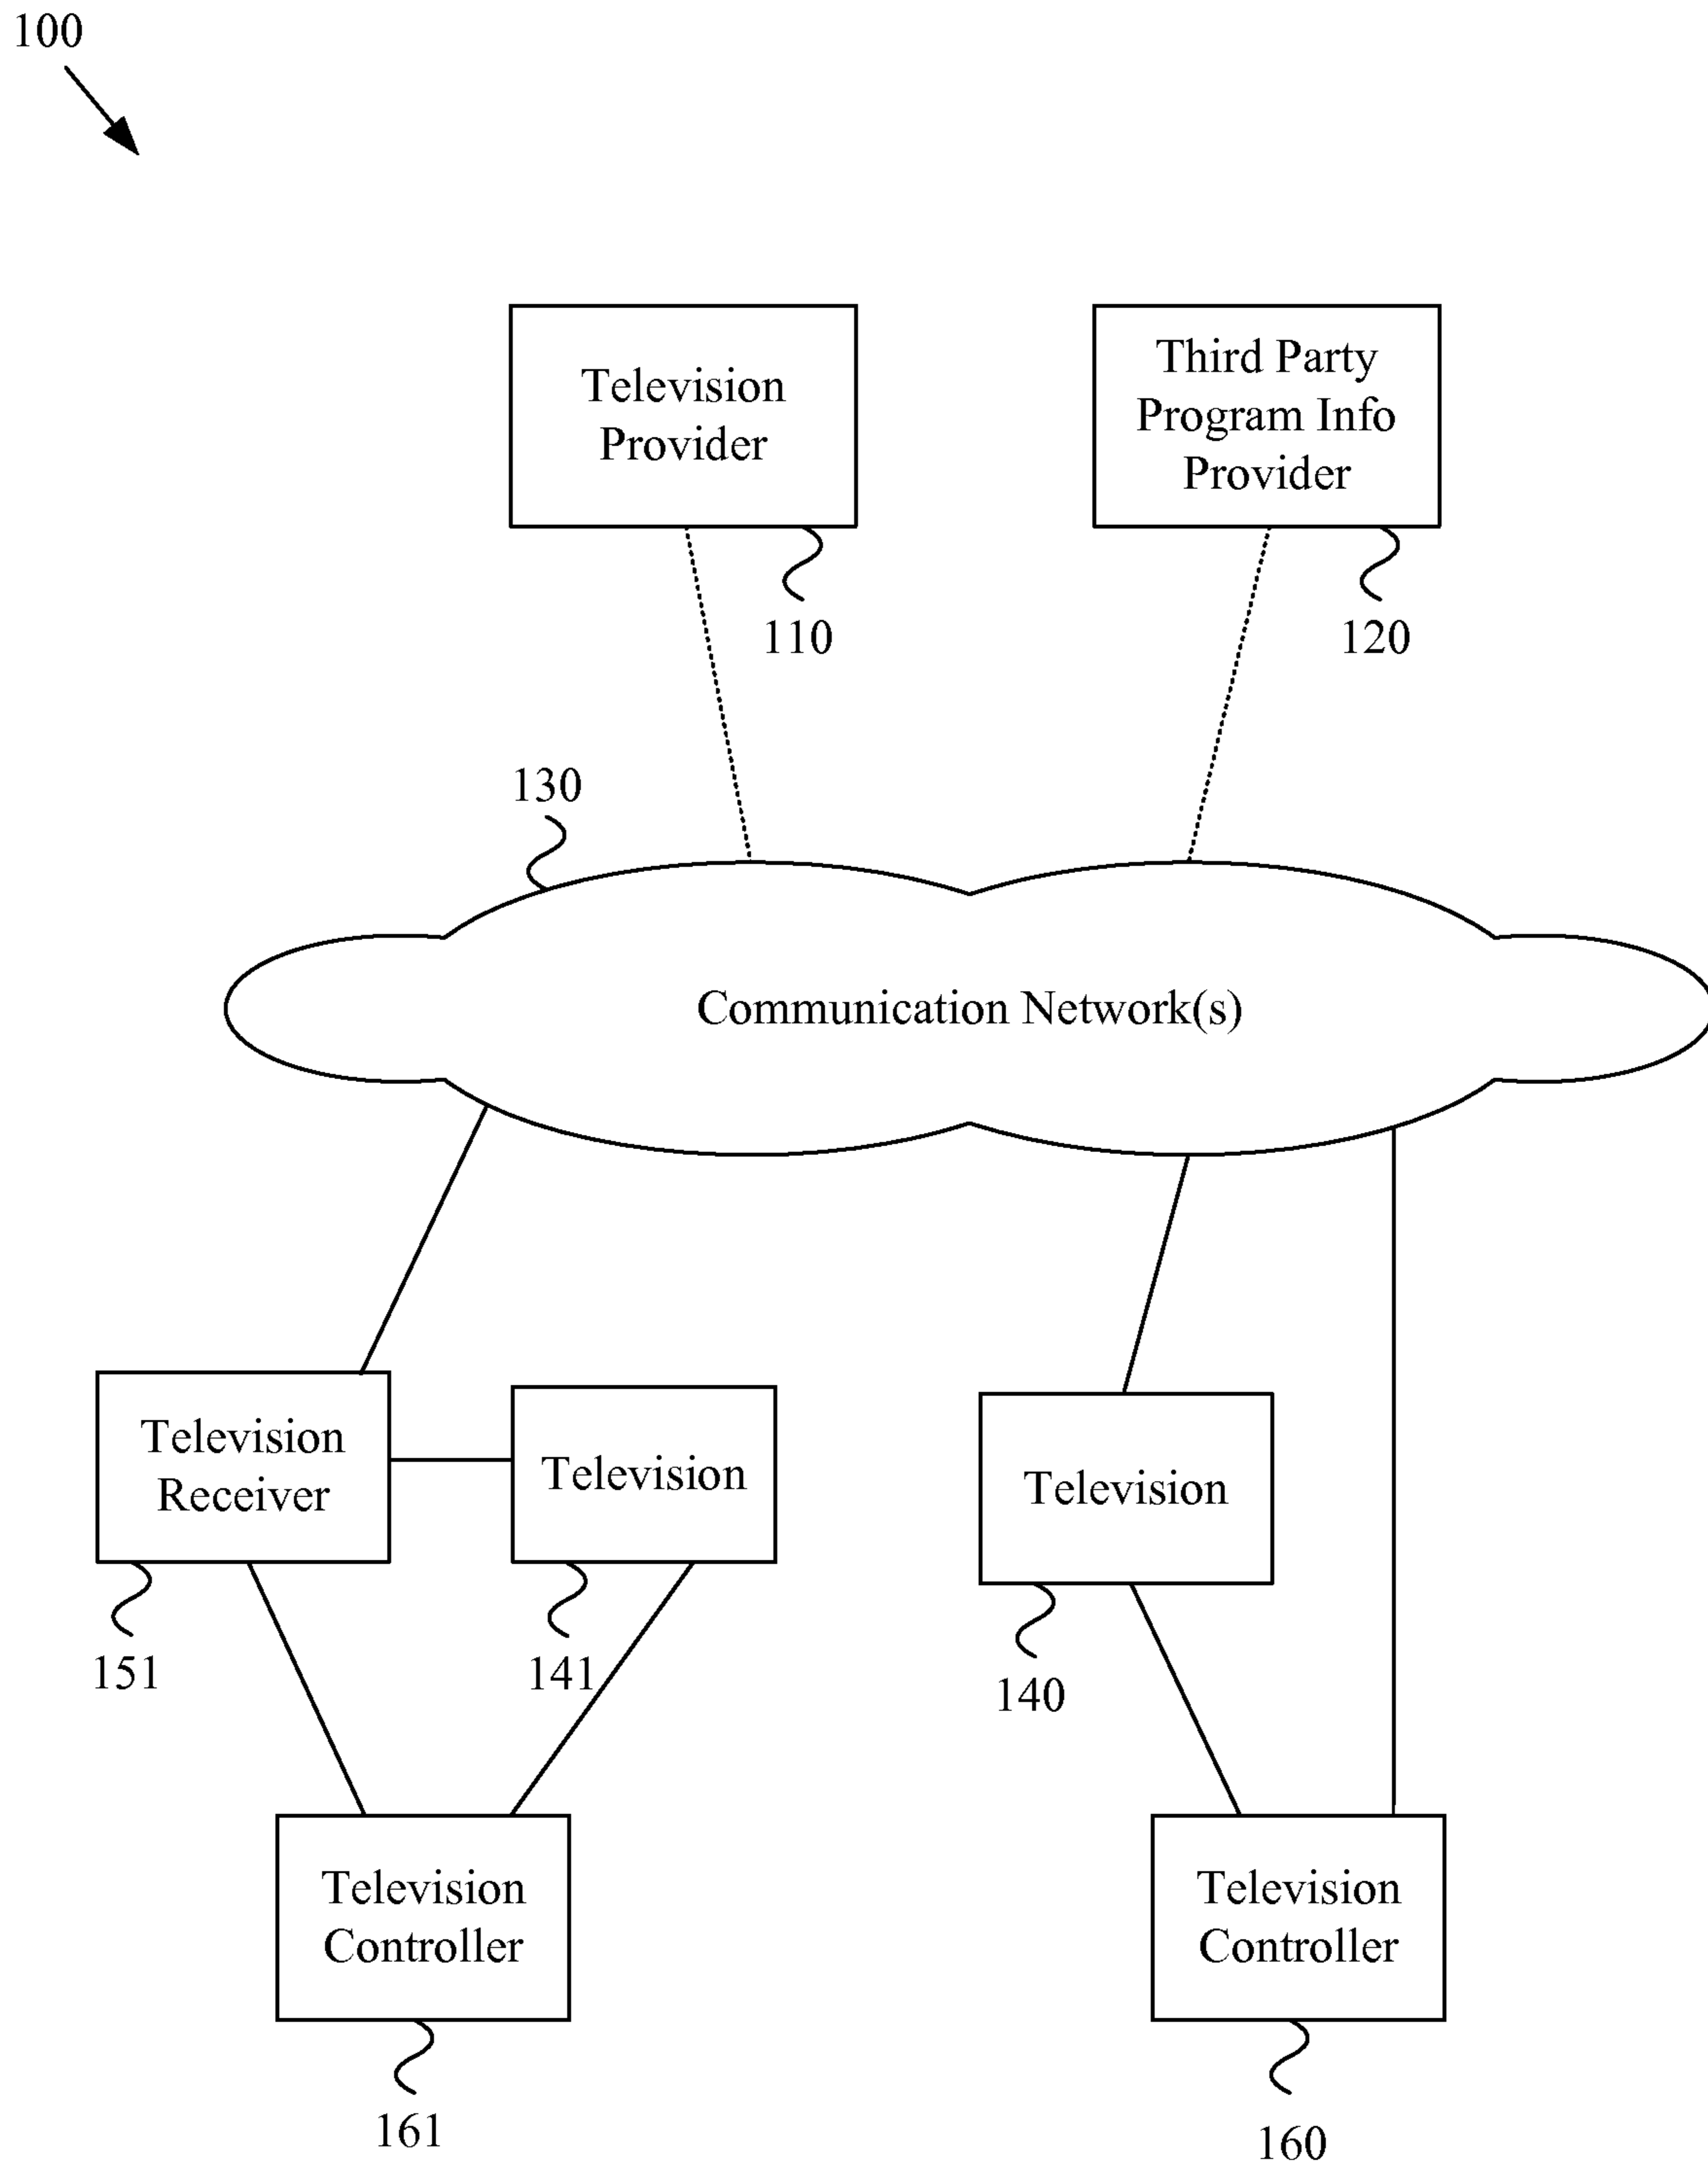 100
Television
Provider
110
Third Party
Program Info
Provider
120
130
Communication Network(s)
Television
Receiver
151
Television
141
Television
140
Television
Controller
161
Television
Controller
160